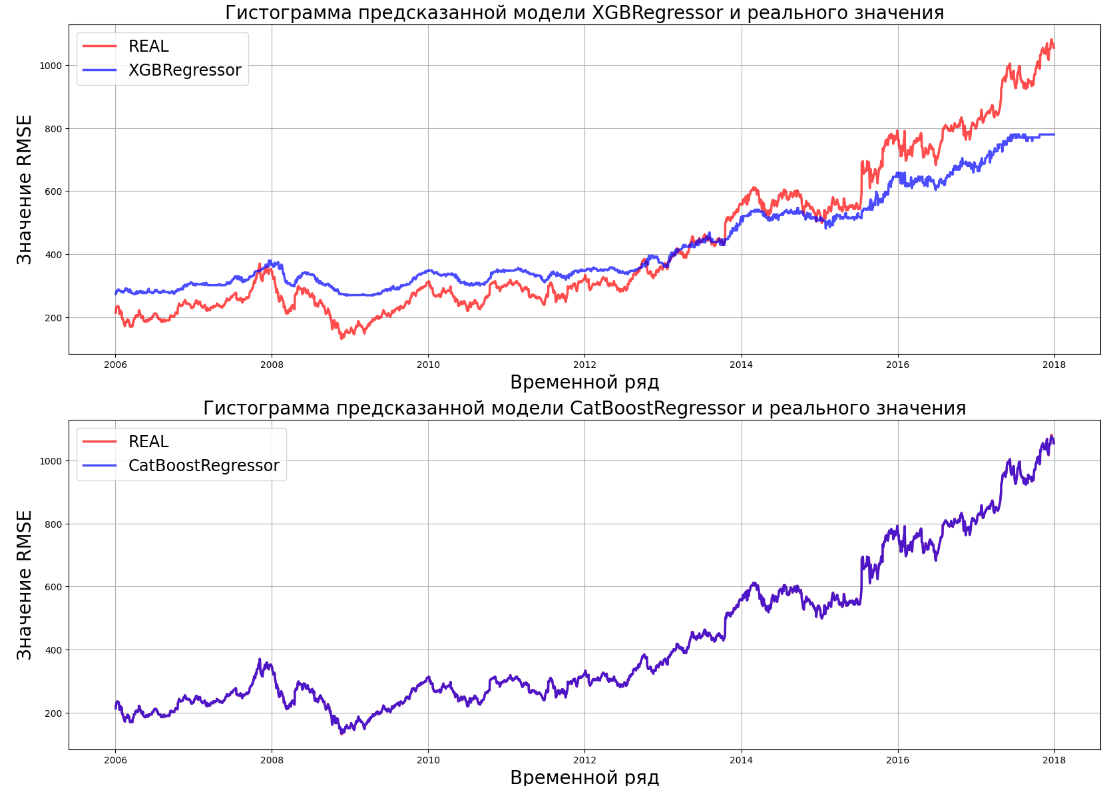 Гистограмма предсказанной модели XGBRegressor и реального значения
REAL
XGBRegressor
Значение RMSE
1000
800
600
400
200
2006
2008
2010
2012
2014
2016
2018
Временной ряд
Гистограмма предсказанной модели CatBoostRegressor и реального значения
REAL
CatBoostRegressor
Значение RMSE
1000
800
600
400
200
2006
2008
2010
2012
2014
2016
2018
Временной ряд